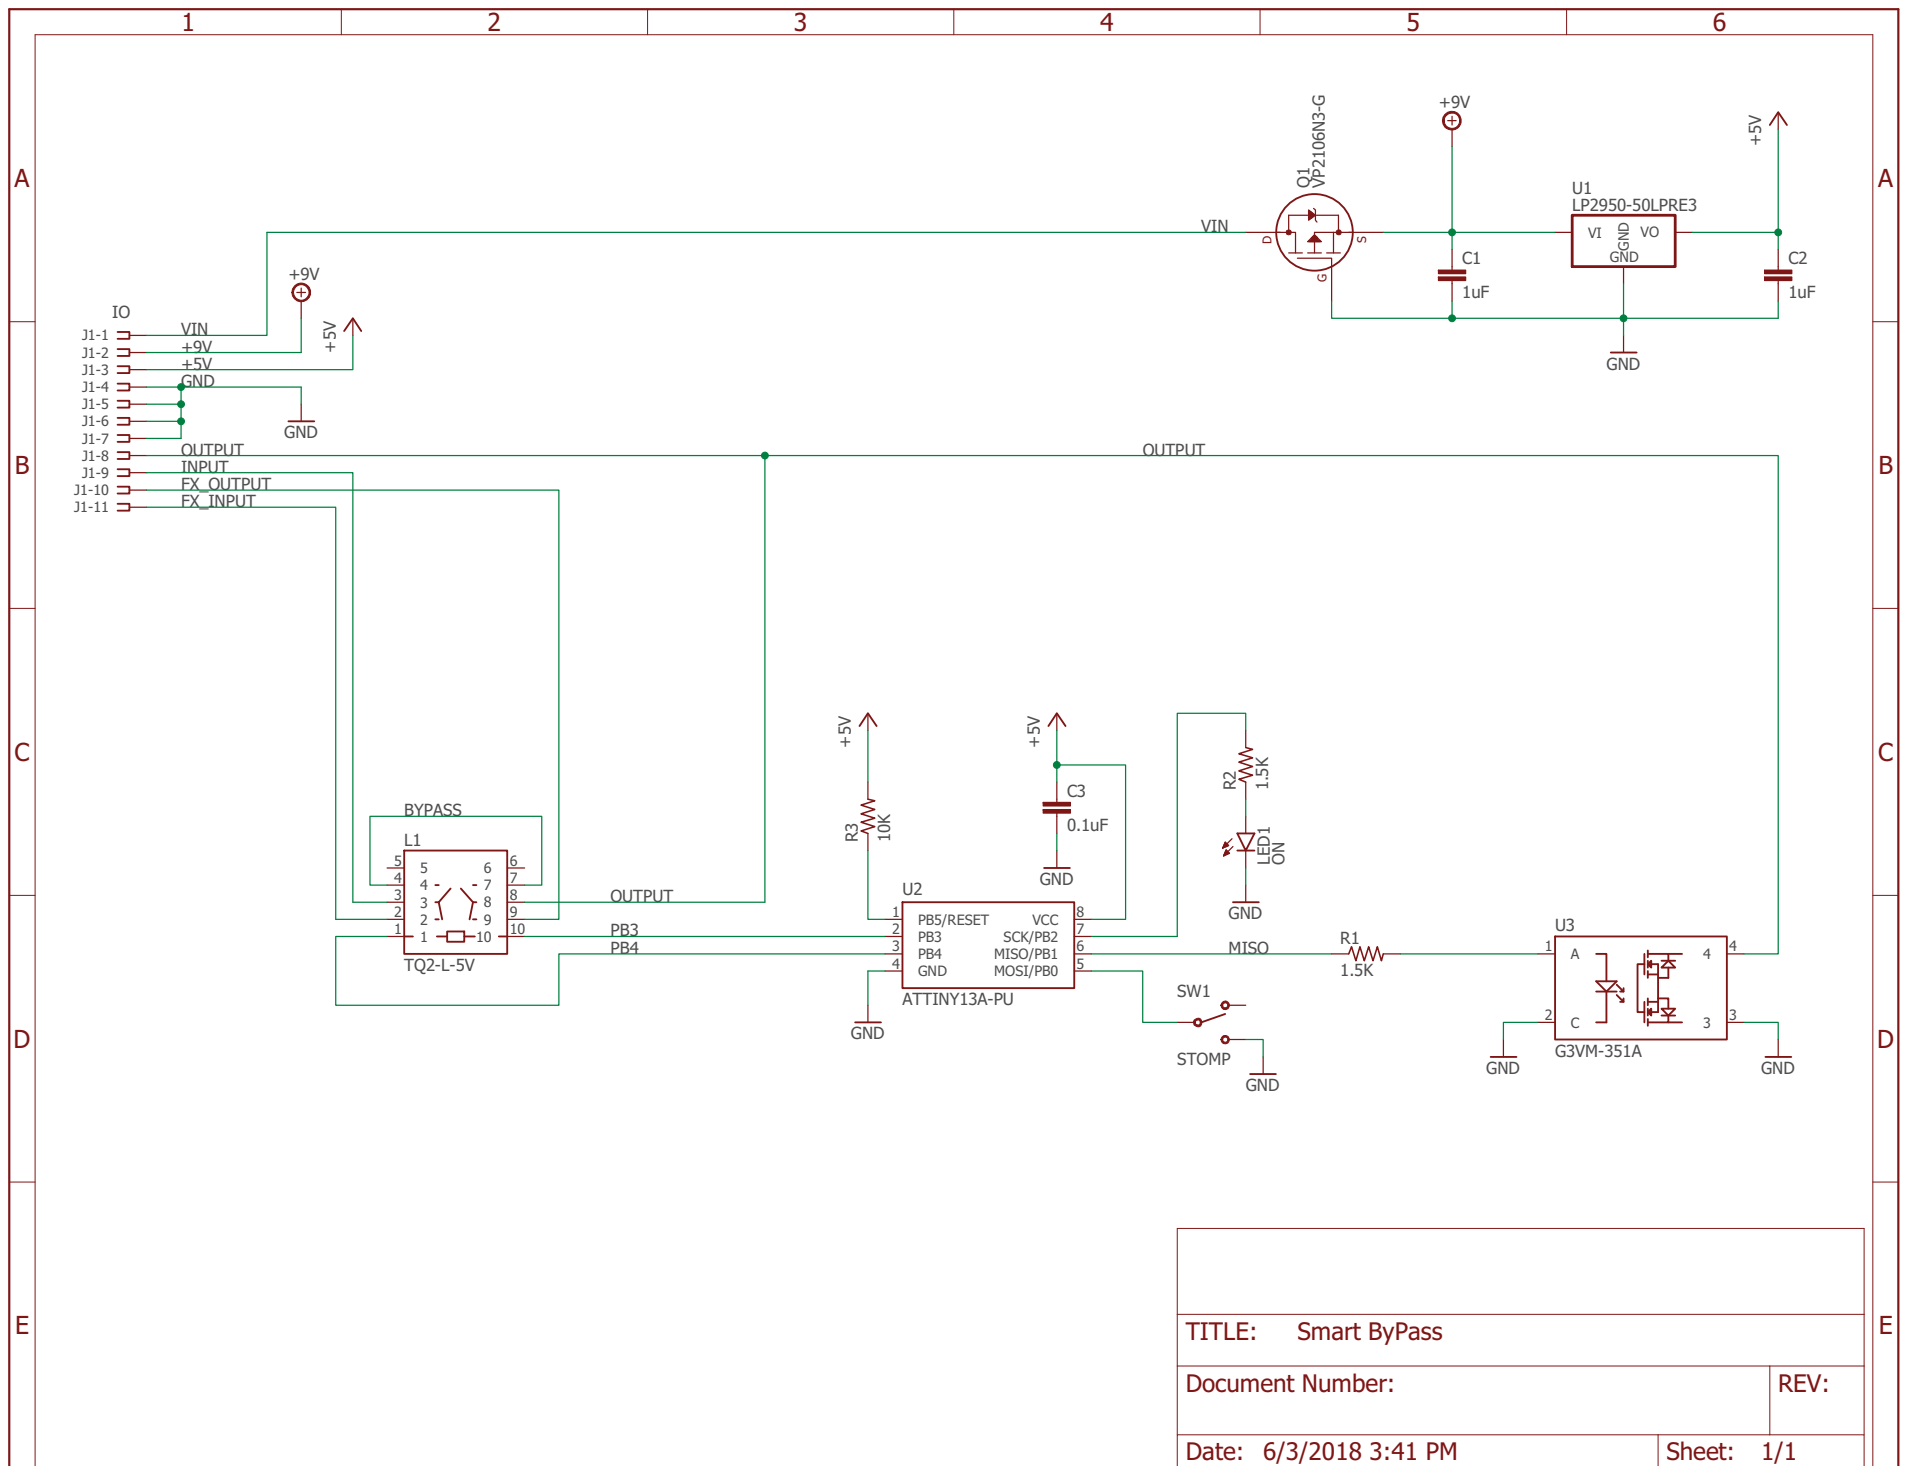 1 2 3 4 5 6
A
B
C
D
E
A
B
C
D
E
Q1
VP2106N3-G
+9V
+5V
U1
LP2950-50LPRE3
VIN
D
S
G
VI
GND
VO
GND
C1
1uF
C2
1uF
GND
+9V
+5V
IO
J1-1 VIN
J1-2 +9V
J1-3 +5V
J1-4 GND
J1-5
J1-6
J1-7
GND
J1-8 OUTPUT
J1-9 INPUT
J1-10 FX_OUTPUT
J1-11 FX_INPUT
OUTPUT
+5V
+5V
R3
10K
C3
0.1uF
GND
R2
1.5K
LED1
ON
GND
BYPASS
L1
5 5 6 6
4 4 7 7
3 3 8 8
2 2 9 9
1 1 10 10
TQ2-L-5V
OUTPUT
PB3
PB4
U2
1 PB5/RESET VCC 8
2 PB3 SCK/PB2 7
3 PB4 MISO/PB1 6
4 GND MOSI/PB0 5
ATTINY13A-PU
GND
MISO
R1
1.5K
SW1
STOMP
GND
U3
1 A 4 4
2 C 3 3
G3VM-351A
GND
GND
TITLE: Smart ByPass
Document Number:
REV:
Date: 6/3/2018 3:41 PM
Sheet: 1/1